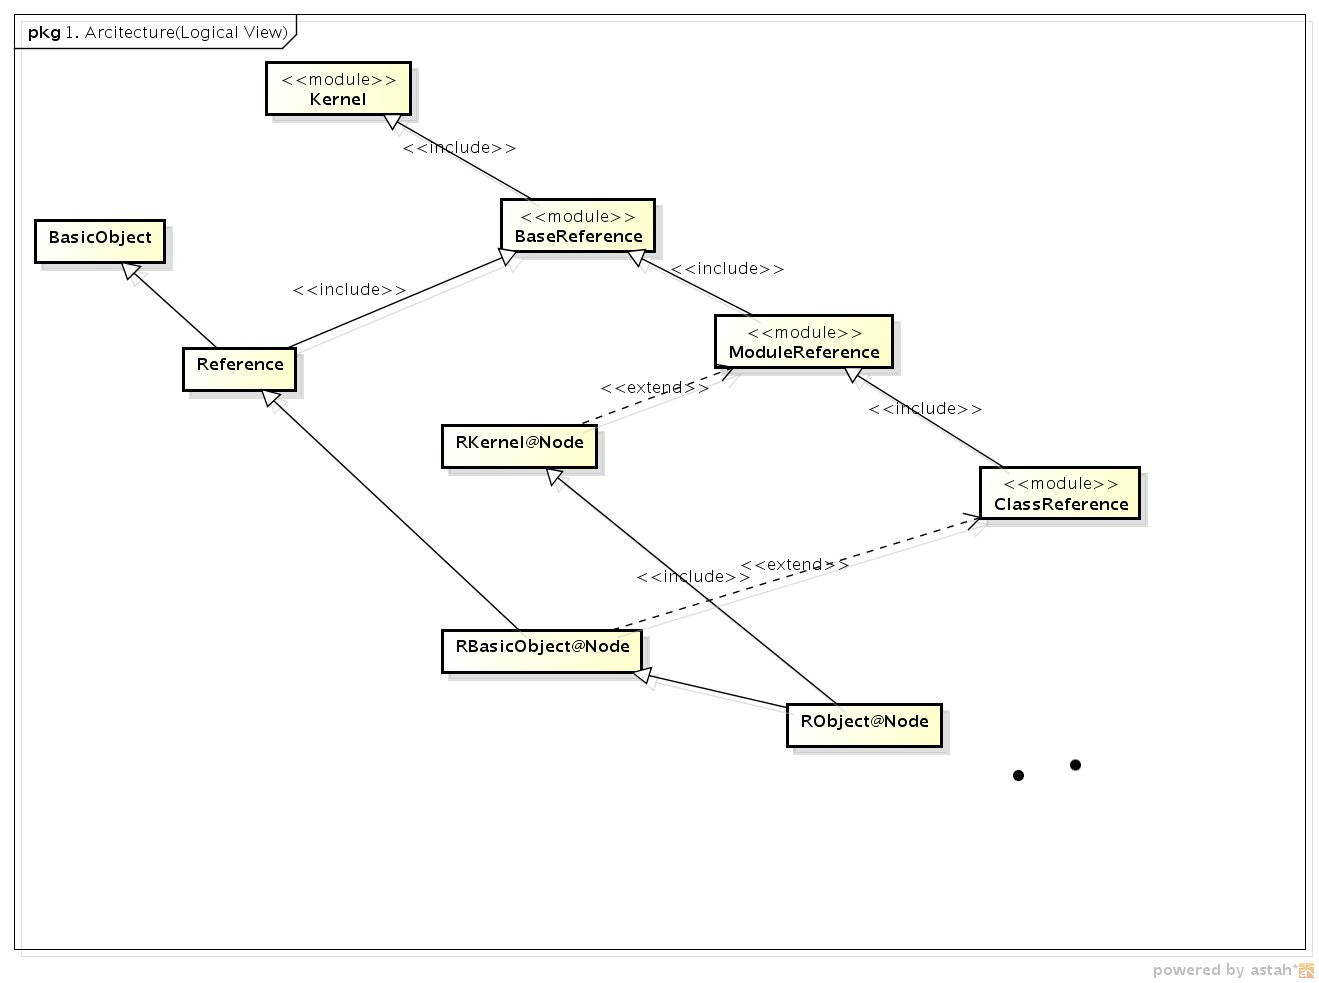 pkg 1. Arcitecture(Logical View)
<<module>>
Kernel
<<include>>
<<module>>
BaseReference
BasicObject
<<include>>
<<include>>
<<module>>
ModuleReference
Reference
<<extend>>
<<include>>
RKernel@Node
<<module>>
ClassReference
<<extend>>
<<include>>
RBasicObject@Node
RObject@Node
powered by astah*